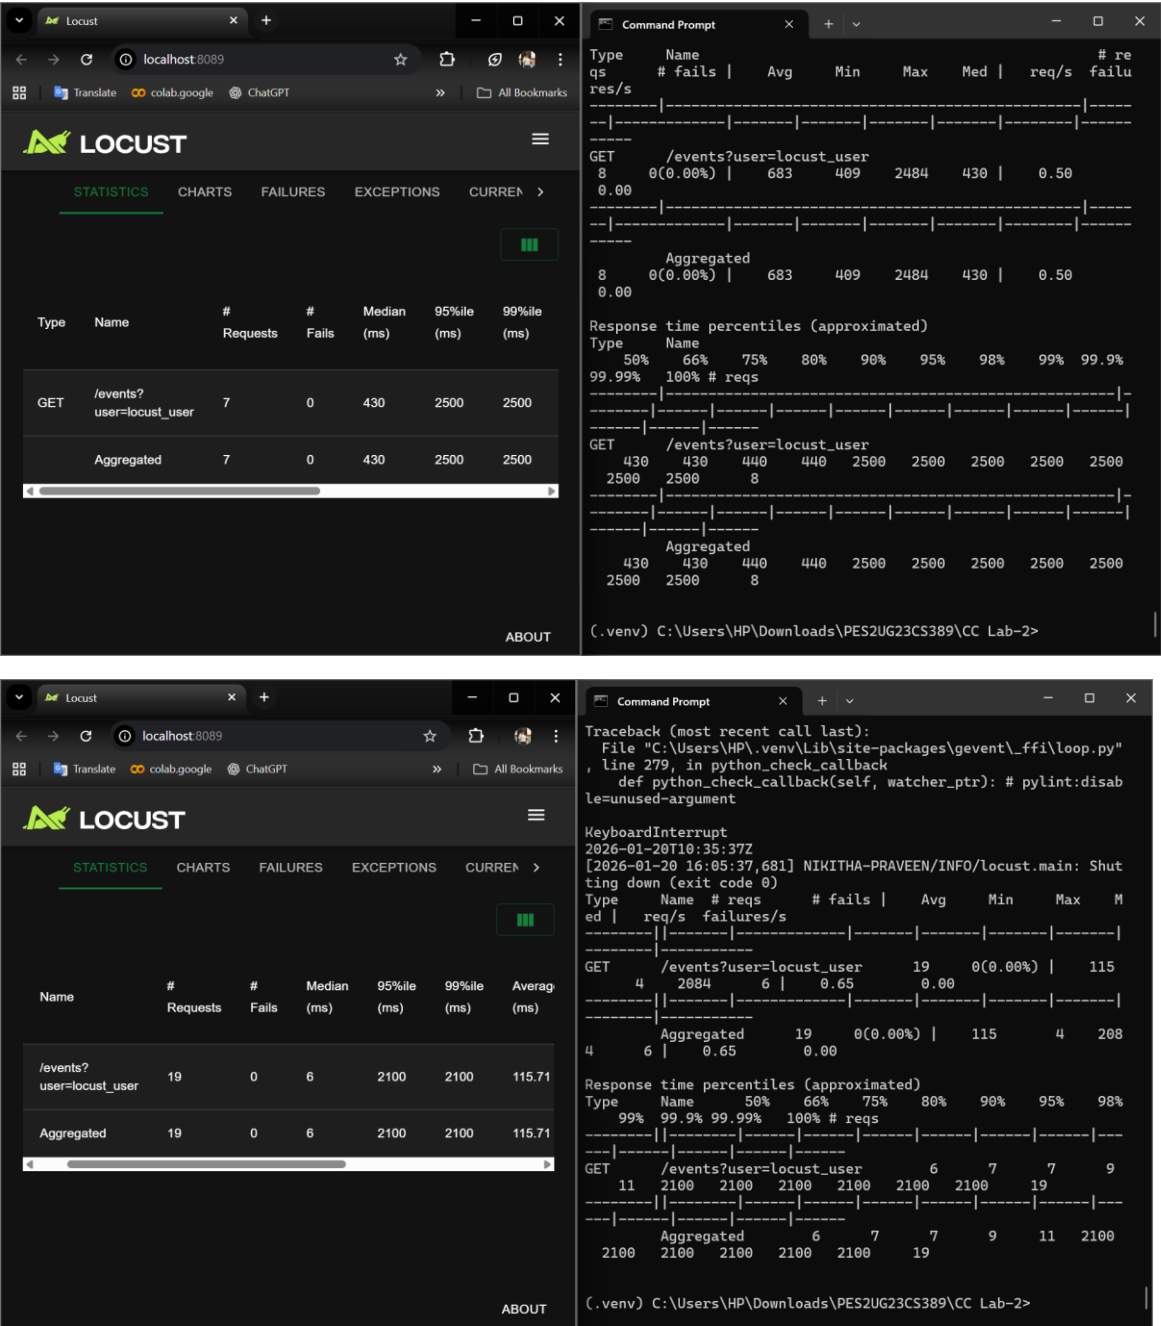 Locust
localhost:8089
Translate colab.google ChatGPT » All Bookmarks
LOCUST
STATISTICS CHARTS FAILURES EXCEPTIONS CURREN
Type Name # Requests # Fails Median (ms) 95%ile (ms) 99%ile (ms)
GET /events?user=locust_user 7 0 430 2500 2500
Aggregated 7 0 430 2500 2500
ABOUT
Command Prompt
Type Name # re
qs # fails | Avg Min Max Med | req/s failu
res/s
--------|-------------------------------------------------|-----
--|-------------|-------|-------|-------|-------|--------|------
-----
GET /events?user=locust_user
8 0(0.00%) | 683 409 2484 430 | 0.50
0.00
--------|-------------------------------------------------|-----
--|-------------|-------|-------|-------|-------|--------|------
-----
Aggregated
8 0(0.00%) | 683 409 2484 430 | 0.50
0.00
Response time percentiles (approximated)
Type Name
50% 66% 75% 80% 90% 95% 98% 99% 99.9%
99.99% 100% # reqs
--------|-----------------------------------------------------|-
-------|------|------|------|------|------|------|------|------|
------|------|------
GET /events?user=locust_user
430 430 440 440 2500 2500 2500 2500 2500
2500 2500 8
--------|-----------------------------------------------------|-
-------|------|------|------|------|------|------|------|------|
------|------|------
Aggregated
430 430 440 440 2500 2500 2500 2500 2500
2500 2500 8
(.venv) C:\Users\HP\Downloads\PES2UG23CS389\CC Lab-2>
Locust
localhost:8089
Translate colab.google ChatGPT » All Bookmarks
LOCUST
STATISTICS CHARTS FAILURES EXCEPTIONS CURREN
Name # Requests # Fails Median (ms) 95%ile (ms) 99%ile (ms) Average (ms)
/events?user=locust_user 19 0 6 2100 2100 115.71
Aggregated 19 0 6 2100 2100 115.71
ABOUT
Command Prompt
Traceback (most recent call last):
File "C:\Users\HP\.venv\Lib\site-packages\gevent\_ffi\loop.py"
, line 279, in python_check_callback
def python_check_callback(self, watcher_ptr): # pylint:disab
le=unused-argument
KeyboardInterrupt
2026-01-20T10:35:37Z
[2026-01-20 16:05:37,681] NIKITHA-PRAVEEN/INFO/locust.main: Shut
ting down (exit code 0)
Type Name # reqs # fails | Avg Min Max M
ed | req/s failures/s
--------||-------|-------------|-------|-------|-------|-------|
--------|-----------
GET /events?user=locust_user 19 0(0.00%) | 115
4 2084 6 | 0.65 0.00
--------||-------|-------------|-------|-------|-------|-------|
--------|-----------
Aggregated 19 0(0.00%) | 115 4 208
4 6 | 0.65 0.00
Response time percentiles (approximated)
Type Name 50% 66% 75% 80% 90% 95% 98%
99% 99.9% 99.99% 100% # reqs
--------||-------|------|------|------|------|------|------|---
---|------|------|------|------
GET /events?user=locust_user 6 7 7 9
11 2100 2100 2100 2100 2100 2100 19
--------||-------|------|------|------|------|------|------|---
---|------|------|------|------
Aggregated 6 7 7 9 11 2100
2100 2100 2100 2100 2100 19
(.venv) C:\Users\HP\Downloads\PES2UG23CS389\CC Lab-2>